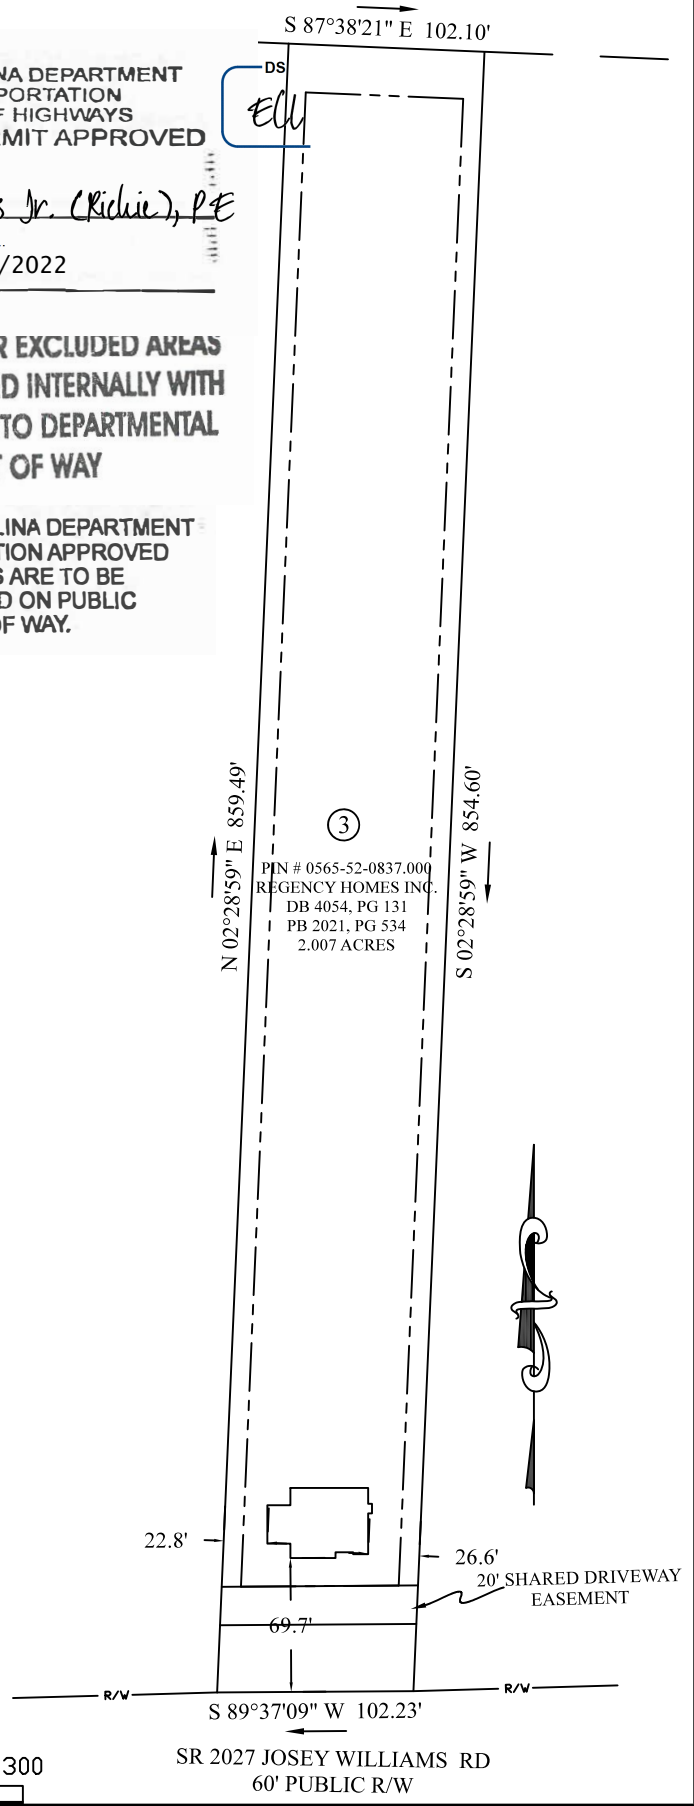 S 87°38'21" E 102.10'
NA DEPARTMENT
PORTATION
F HIGHWAYS
MIT APPROVED
DS
ECU
s Jr. (Richie), PE
/2022
R EXCLUDED AREAS
D INTERNALLY WITH
TO DEPARTMENTAL
T OF WAY
LINA DEPARTMENT
TION APPROVED
S ARE TO BE
D ON PUBLIC
OF WAY.
N 02°28'59" E 859.49'
S 02°28'59" W 854.60'
3
PIN # 0565-52-0837.000
REGENCY HOMES INC.
DB 4054, PG 131
PB 2021, PG 534
2.007 ACRES
22.8'
26.6'
20' SHARED DRIVEWAY
EASEMENT
69.7'
R/W
R/W
S 89°37'09" W 102.23'
300
SR 2027 JOSEY WILLIAMS RD
60' PUBLIC R/W